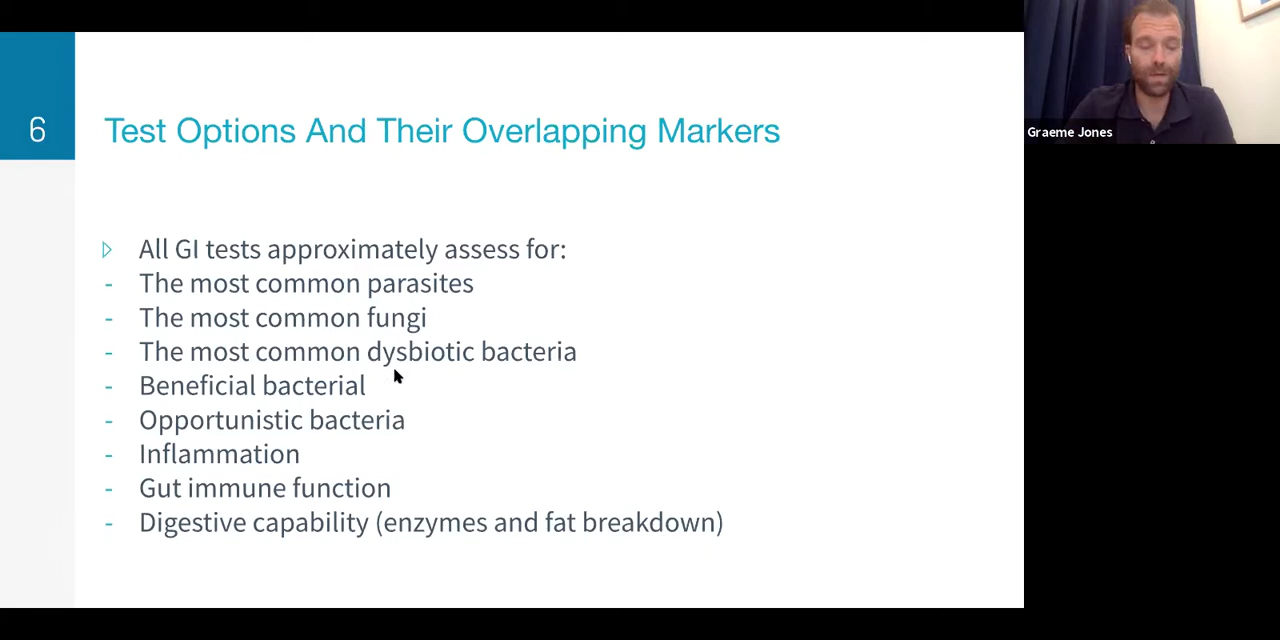 6
Test Options And Their Overlapping Markers
All GI tests approximately assess for:
- The most common parasites
- The most common fungi
- The most common dysbiotic bacteria
- Beneficial bacterial
- Opportunistic bacteria
- Inflammation
- Gut immune function
- Digestive capability (enzymes and fat breakdown)
Graeme Jones